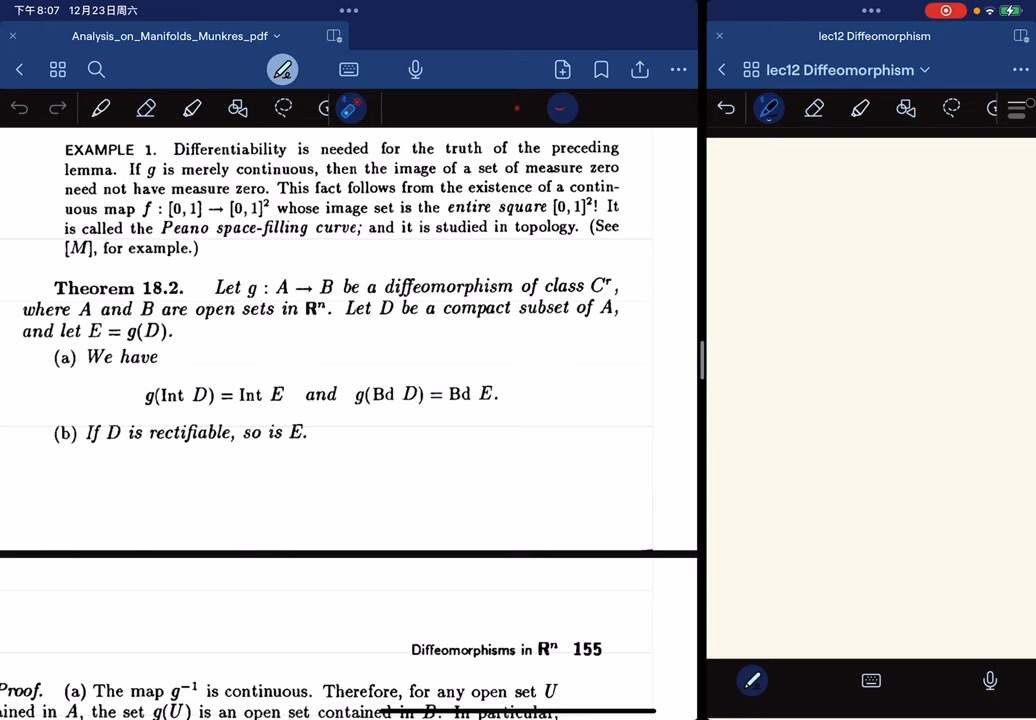 下午8:07 12月23日周六
Analysis_on_Manifolds_Munkres_pdf
EXAMPLE 1. Differentiability is needed for the truth of the preceding
lemma. If g is merely continuous, then the image of a set of measure zero
need not have measure zero. This fact follows from the existence of a contin-
uous map f : [0, 1] → [0, 1]² whose image set is the entire square [0, 1]²! It
is called the Peano space-filling curve; and it is studied in topology. (See
[M], for example.)
Theorem 18.2. Let g : A → B be a diffeomorphism of class Cʳ,
where A and B are open sets in Rⁿ. Let D be a compact subset of A,
and let E = g(D).
(a) We have
g(Int D) = Int E and g(Bd D) = Bd E.
(b) If D is rectifiable, so is E.
Diffeomorphisms in Rⁿ 155
Proof. (a) The map g⁻¹ is continuous. Therefore, for any open set U
ained in A, the set g(U) is an open set contained in B. In particular,
lec12 Diffeomorphism
lec12 Diffeomorphism